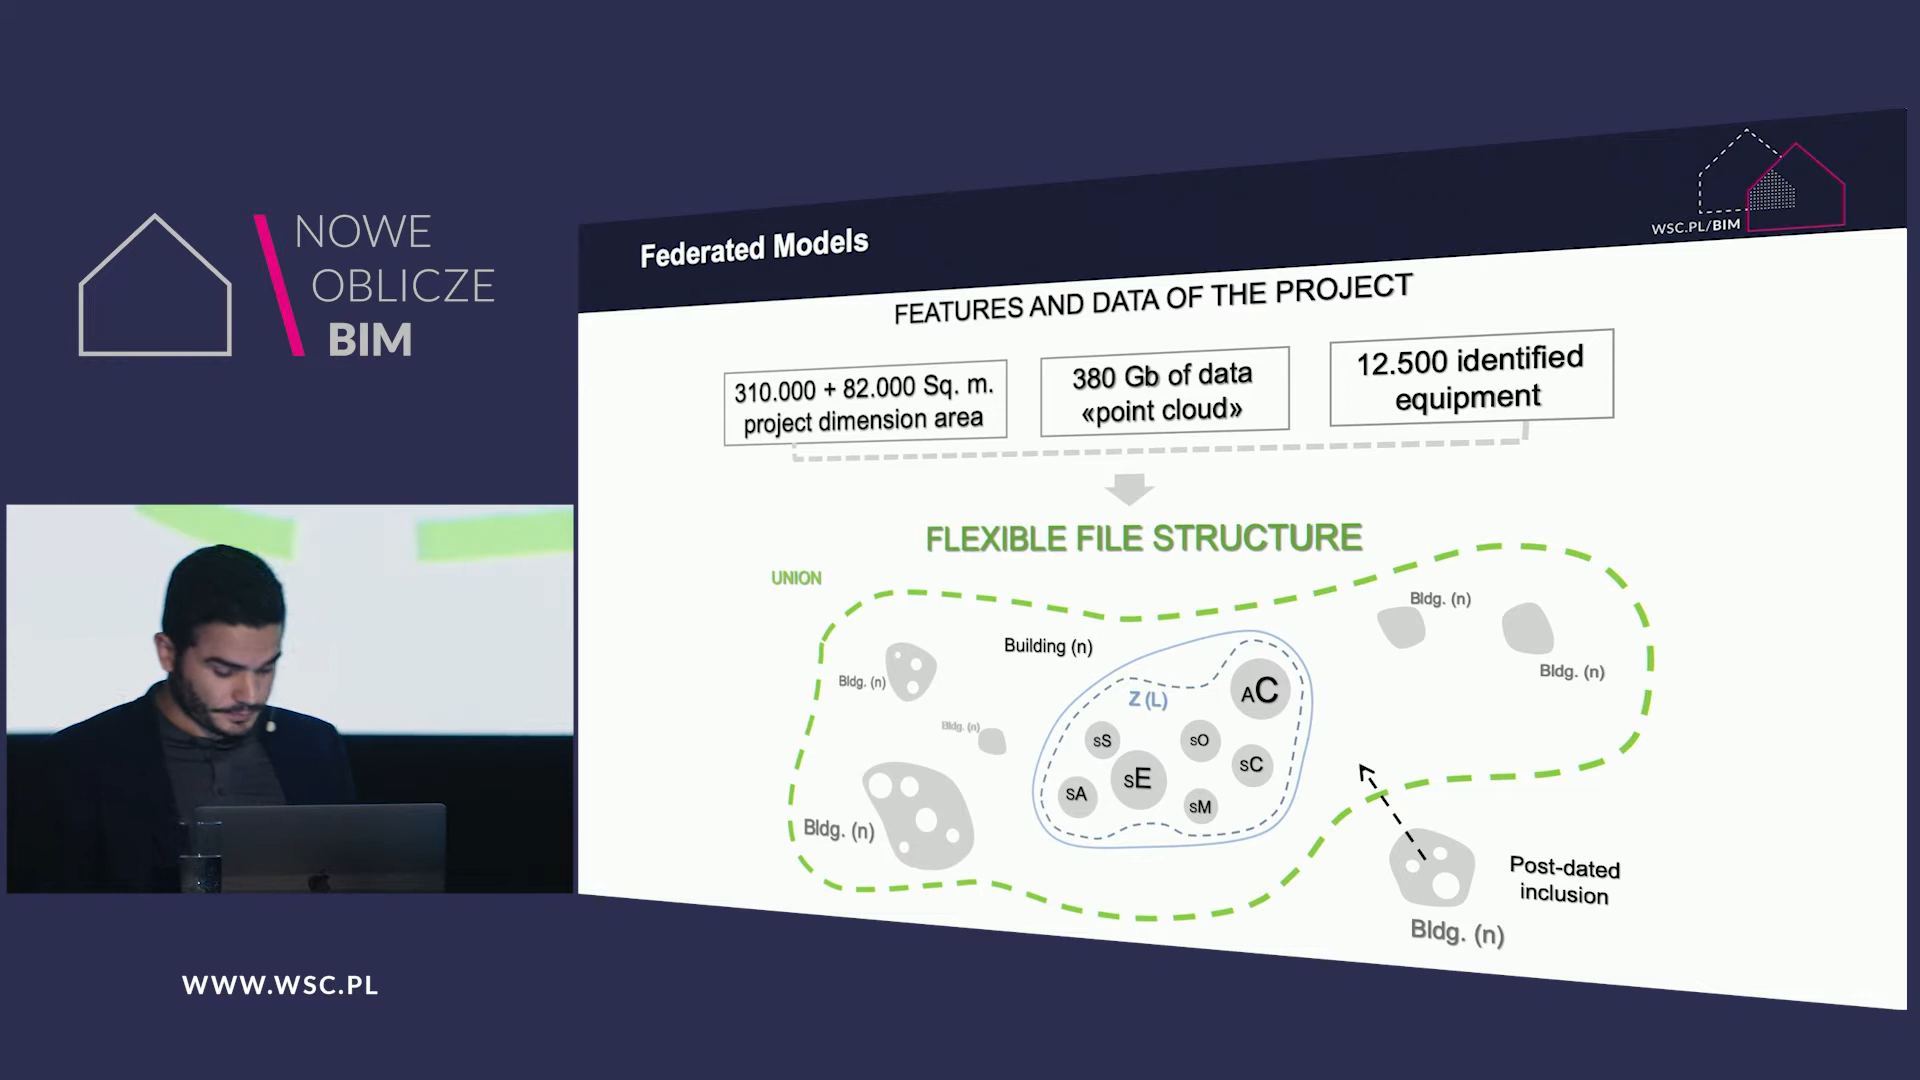 NOWE
OBLICZE
BIM
WWW.WSC.PL
WSC.PL/BIM
Federated Models
FEATURES AND DATA OF THE PROJECT
310.000 + 82.000 Sq. m.
project dimension area
380 Gb of data
«point cloud»
12.500 identified
equipment
FLEXIBLE FILE STRUCTURE
UNION
Bldg. (n)
Bldg. (n)
Building (n)
Bldg. (n)
Bldg. (n)
Bldg. (n)
Z (L)
AC
sS
sO
sE
sC
sA
sM
Post-dated
inclusion
Bldg. (n)